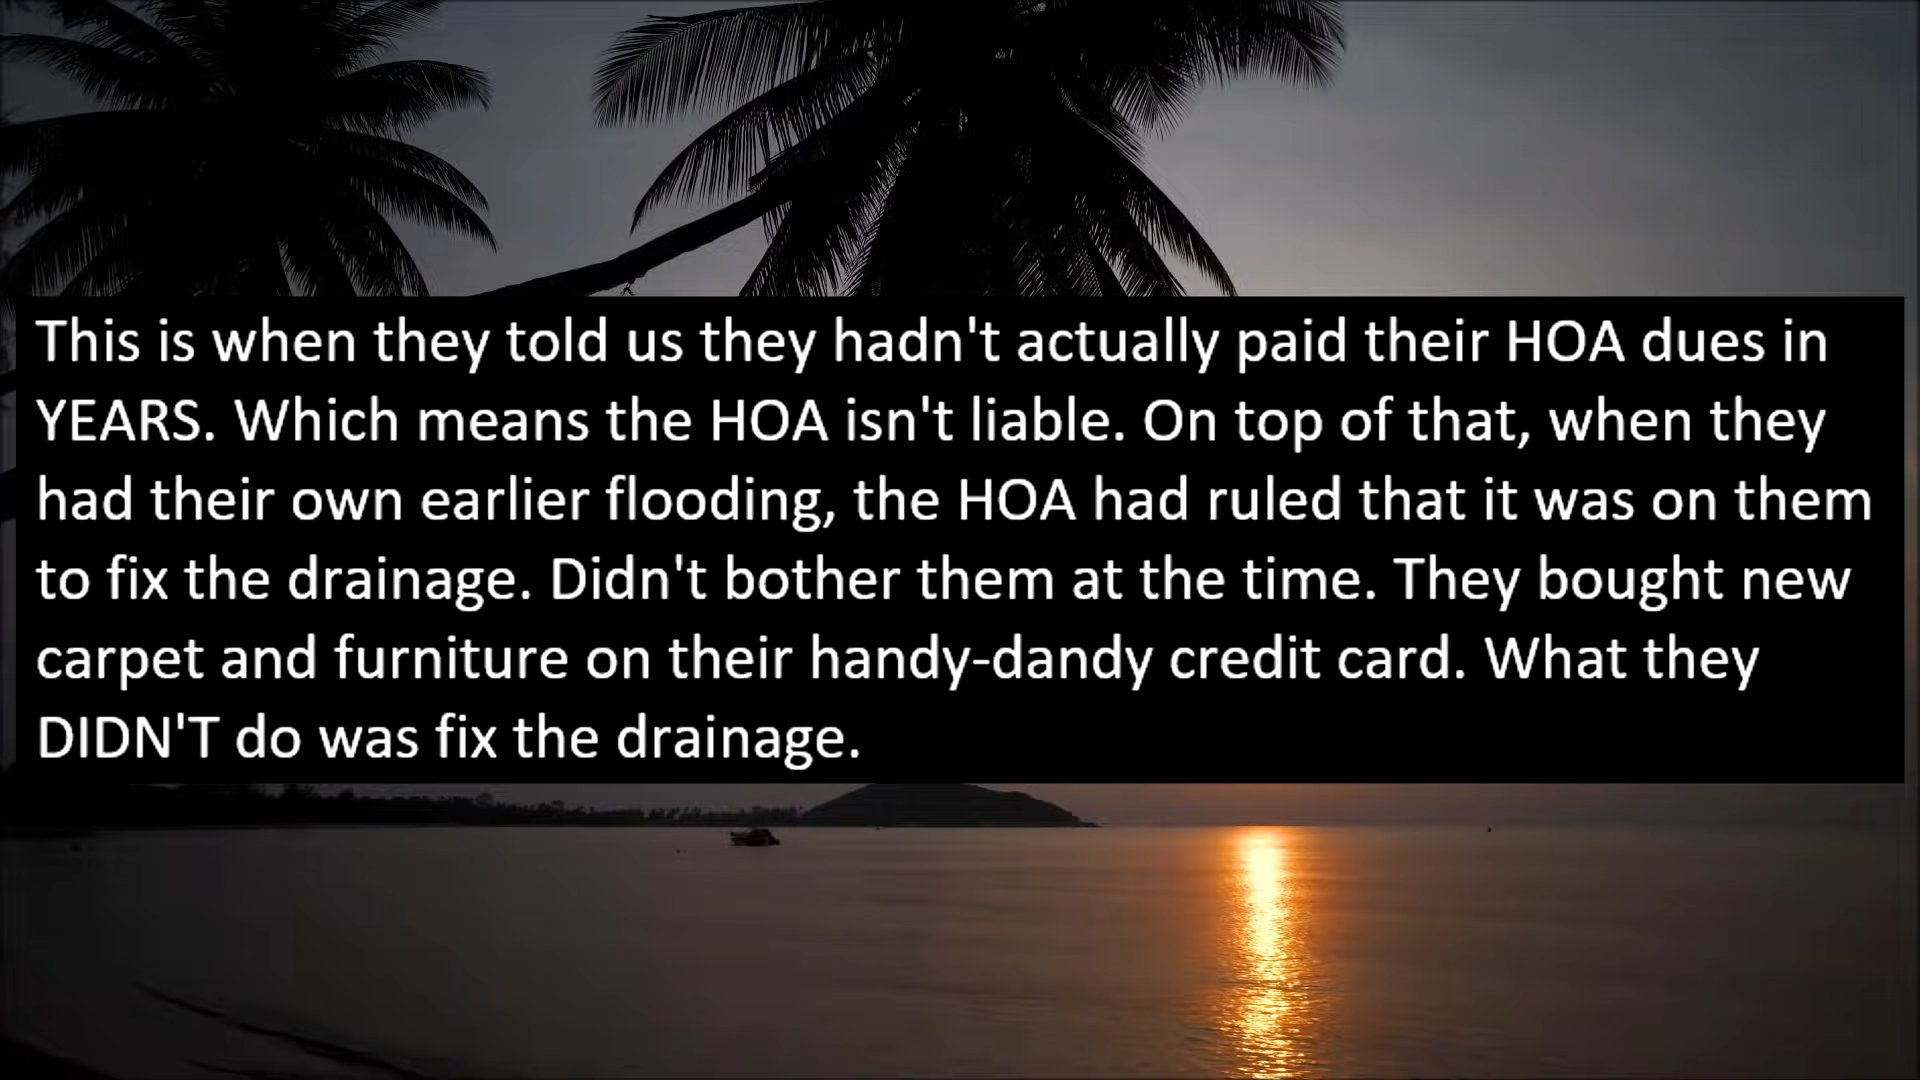 This is when they told us they hadn't actually paid their HOA dues in
YEARS. Which means the HOA isn't liable. On top of that, when they
had their own earlier flooding, the HOA had ruled that it was on them
to fix the drainage. Didn't bother them at the time. They bought new
carpet and furniture on their handy-dandy credit card. What they
DIDN'T do was fix the drainage.